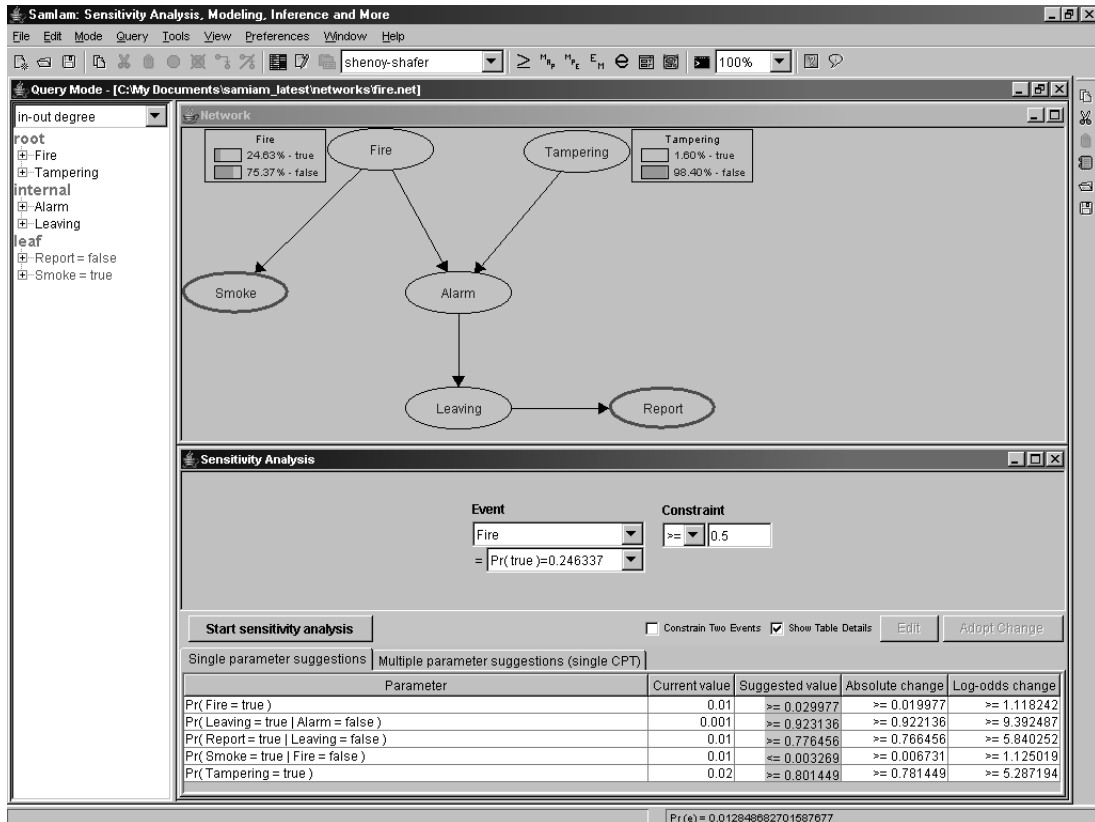 SamIam: Sensitivity Analysis, Modeling, Inference and More
File Edit Mode Query Tools View Preferences Window Help
shenoy-shafer
≥ MAP MPE EM
100%
Query Mode - [C:\My Documents\samiam_latest\networks\fire.net]
in-out degree
root
Fire
Tampering
internal
Alarm
Leaving
leaf
Report = false
Smoke = true
Network
Fire
24.63% - true
75.37% - false
Fire
Tampering
Tampering
1.60% - true
98.40% - false
Smoke
Alarm
Leaving
Report
Sensitivity Analysis
Event Constraint
Fire >= 0.5
= Pr( true )=0.246337
Start sensitivity analysis Constrain Two Events Show Table Details Edit Adopt Change
Single parameter suggestions Multiple parameter suggestions (single CPT)
Parameter Current value Suggested value Absolute change Log-odds change
Pr( Fire = true ) 0.01 >= 0.029977 >= 0.019977 >= 1.118242
Pr( Leaving = true | Alarm = false ) 0.001 >= 0.923136 >= 0.922136 >= 9.392487
Pr( Report = true | Leaving = false ) 0.01 >= 0.776456 >= 0.766456 >= 5.840252
Pr( Smoke = true | Fire = false ) 0.01 <= 0.003269 >= 0.006731 >= 1.125019
Pr( Tampering = true ) 0.02 >= 0.801449 >= 0.781449 >= 5.287194
Pr(e) = 0.012848682701587677